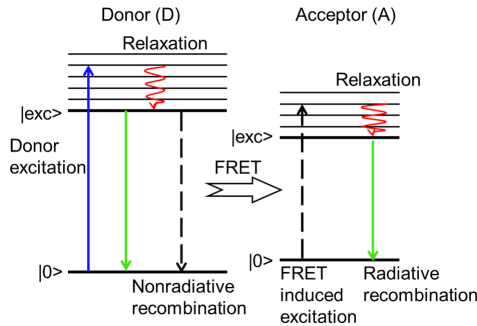 Donor (D)
Acceptor (A)
Relaxation
Relaxation
|exc>
Donor
excitation
|exc>
FRET
|0>
Nonradiative
recombination
|0>
FRET
induced
excitation
Radiative
recombination